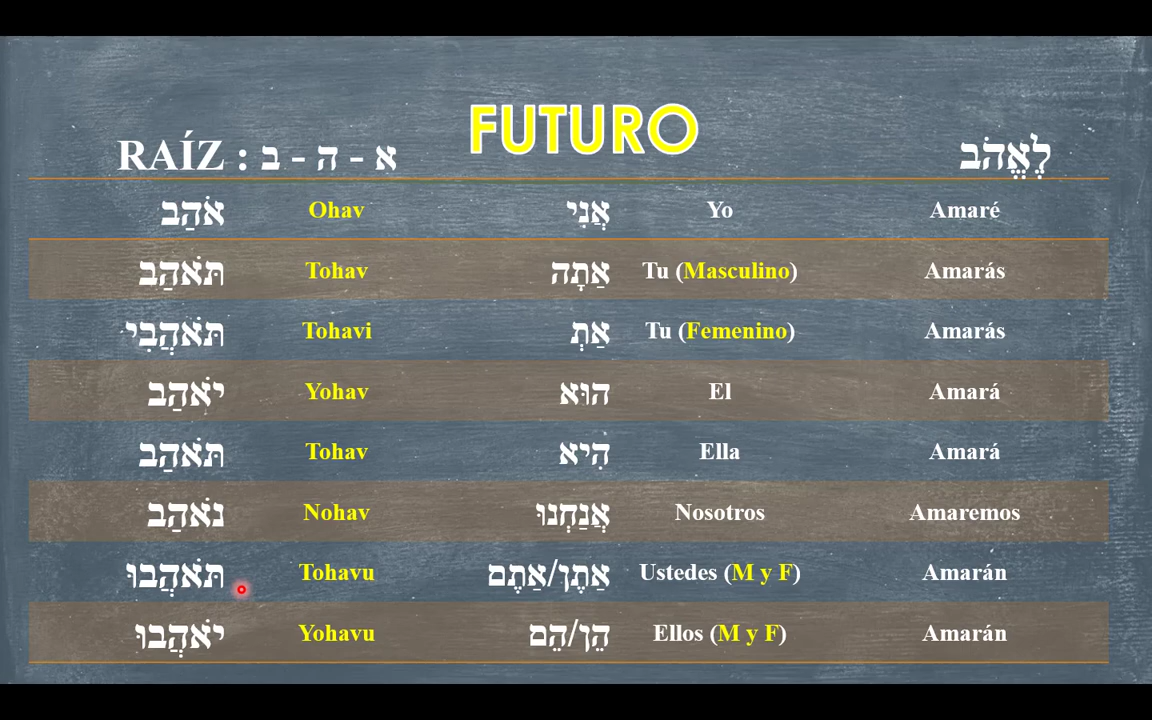 FUTURO
RAÍZ : א - ה - ב
לֶאֱהֹב
אֹהַב Ohav אֲנִי Yo Amaré
תֹּאהַב Tohav אַתָה Tu (Masculino) Amarás
תֹּאהֲבִי Tohavi אַתְ Tu (Femenino) Amarás
יֹאהַב Yohav הוּא El Amará
תֹּאהַב Tohav הִיא Ella Amará
נֹאהַב Nohav אֲנַחְנוּ Nosotros Amaremos
תֹּאהֲבוּ Tohavu אַתֶן/אַתֶם Ustedes (M y F) Amarán
יֹאהֲבוּ Yohavu הֵן/הֵם Ellos (M y F) Amarán